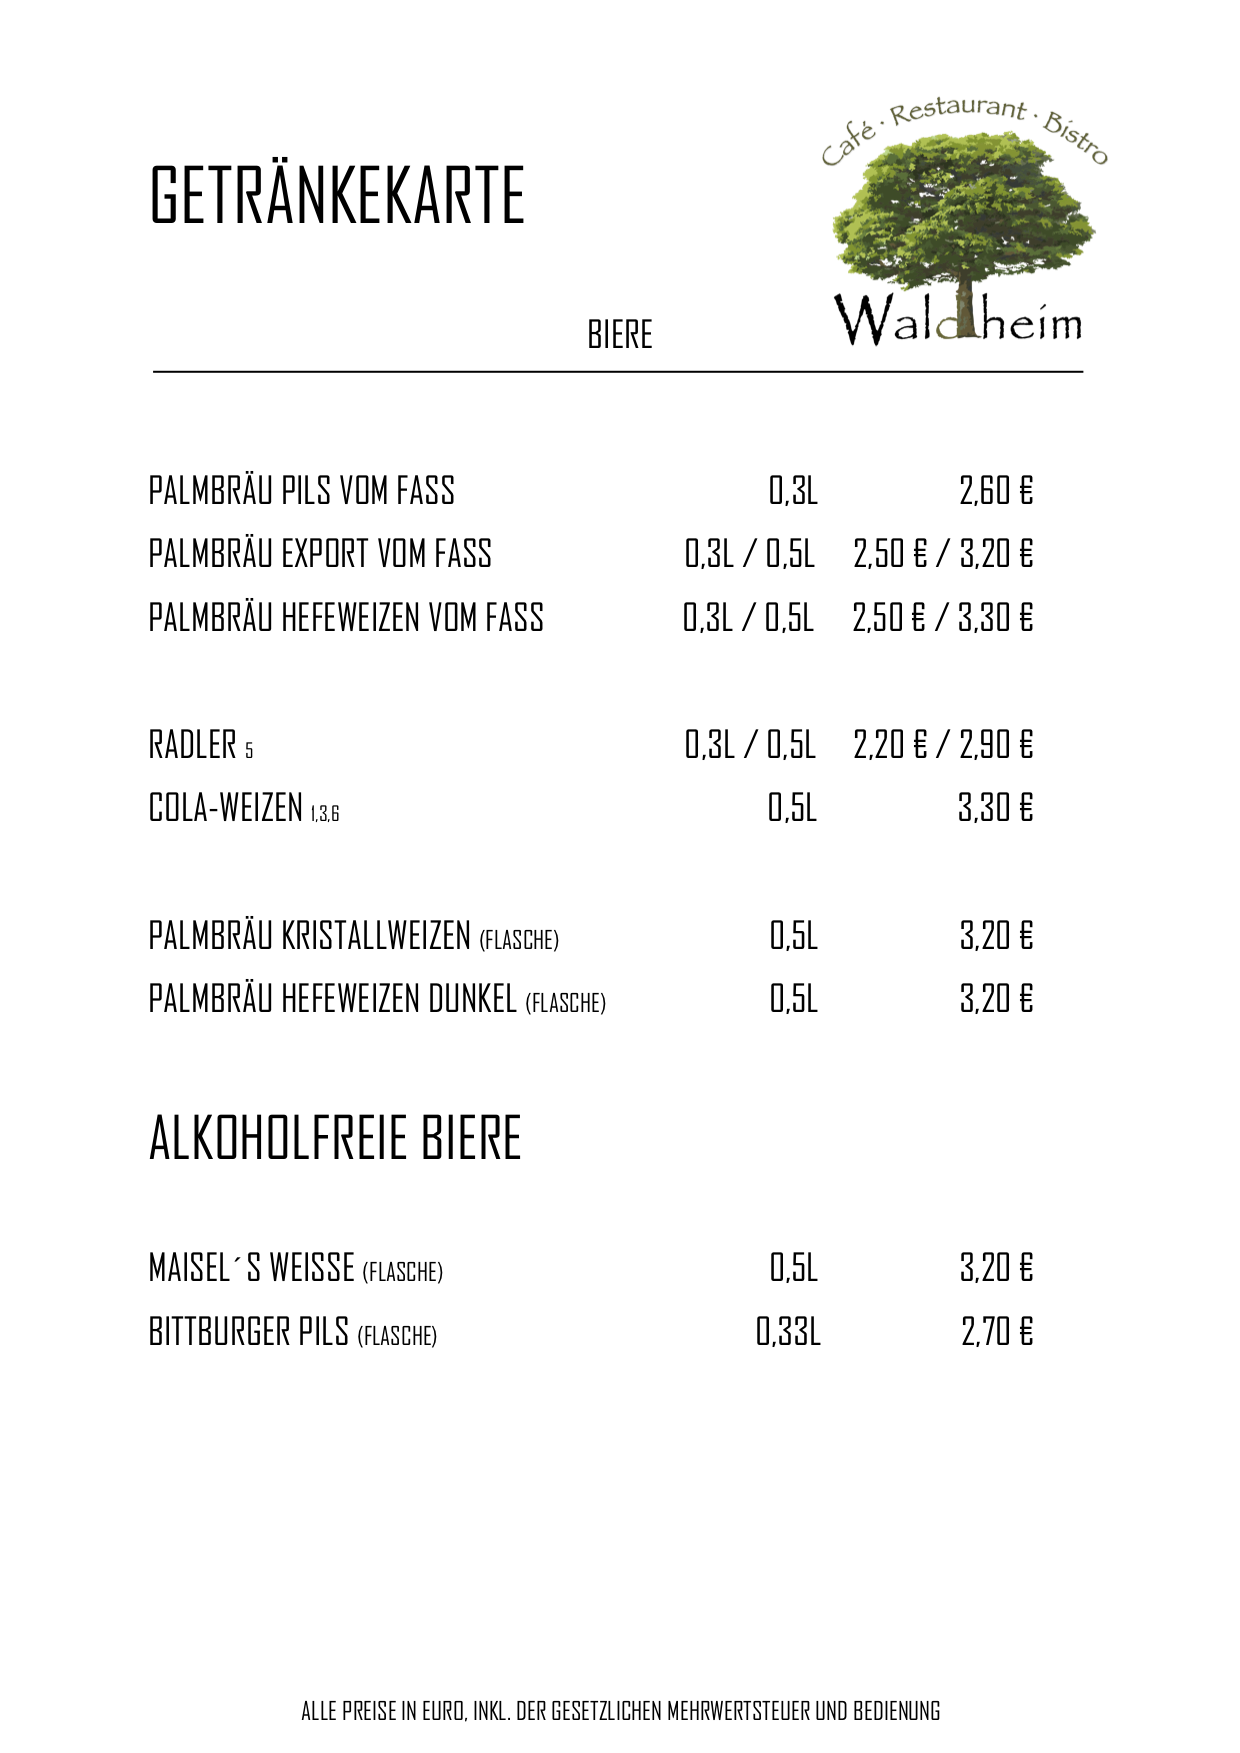 Café · Restaurant · Bistro
GETRÄNKEKARTE
Waldheim
BIERE
PALMBRÄU PILS VOM FASS 0,3L 2,60 €
PALMBRÄU EXPORT VOM FASS 0,3L / 0,5L 2,50 € / 3,20 €
PALMBRÄU HEFEWEIZEN VOM FASS 0,3L / 0,5L 2,50 € / 3,30 €
RADLER 5 0,3L / 0,5L 2,20 € / 2,90 €
COLA-WEIZEN 1,3,6 0,5L 3,30 €
PALMBRÄU KRISTALLWEIZEN (FLASCHE) 0,5L 3,20 €
PALMBRÄU HEFEWEIZEN DUNKEL (FLASCHE) 0,5L 3,20 €
ALKOHOLFREIE BIERE
MAISEL´S WEISSE (FLASCHE) 0,5L 3,20 €
BITTBURGER PILS (FLASCHE) 0,33L 2,70 €
ALLE PREISE IN EURO, INKL. DER GESETZLICHEN MEHRWERTSTEUER UND BEDIENUNG